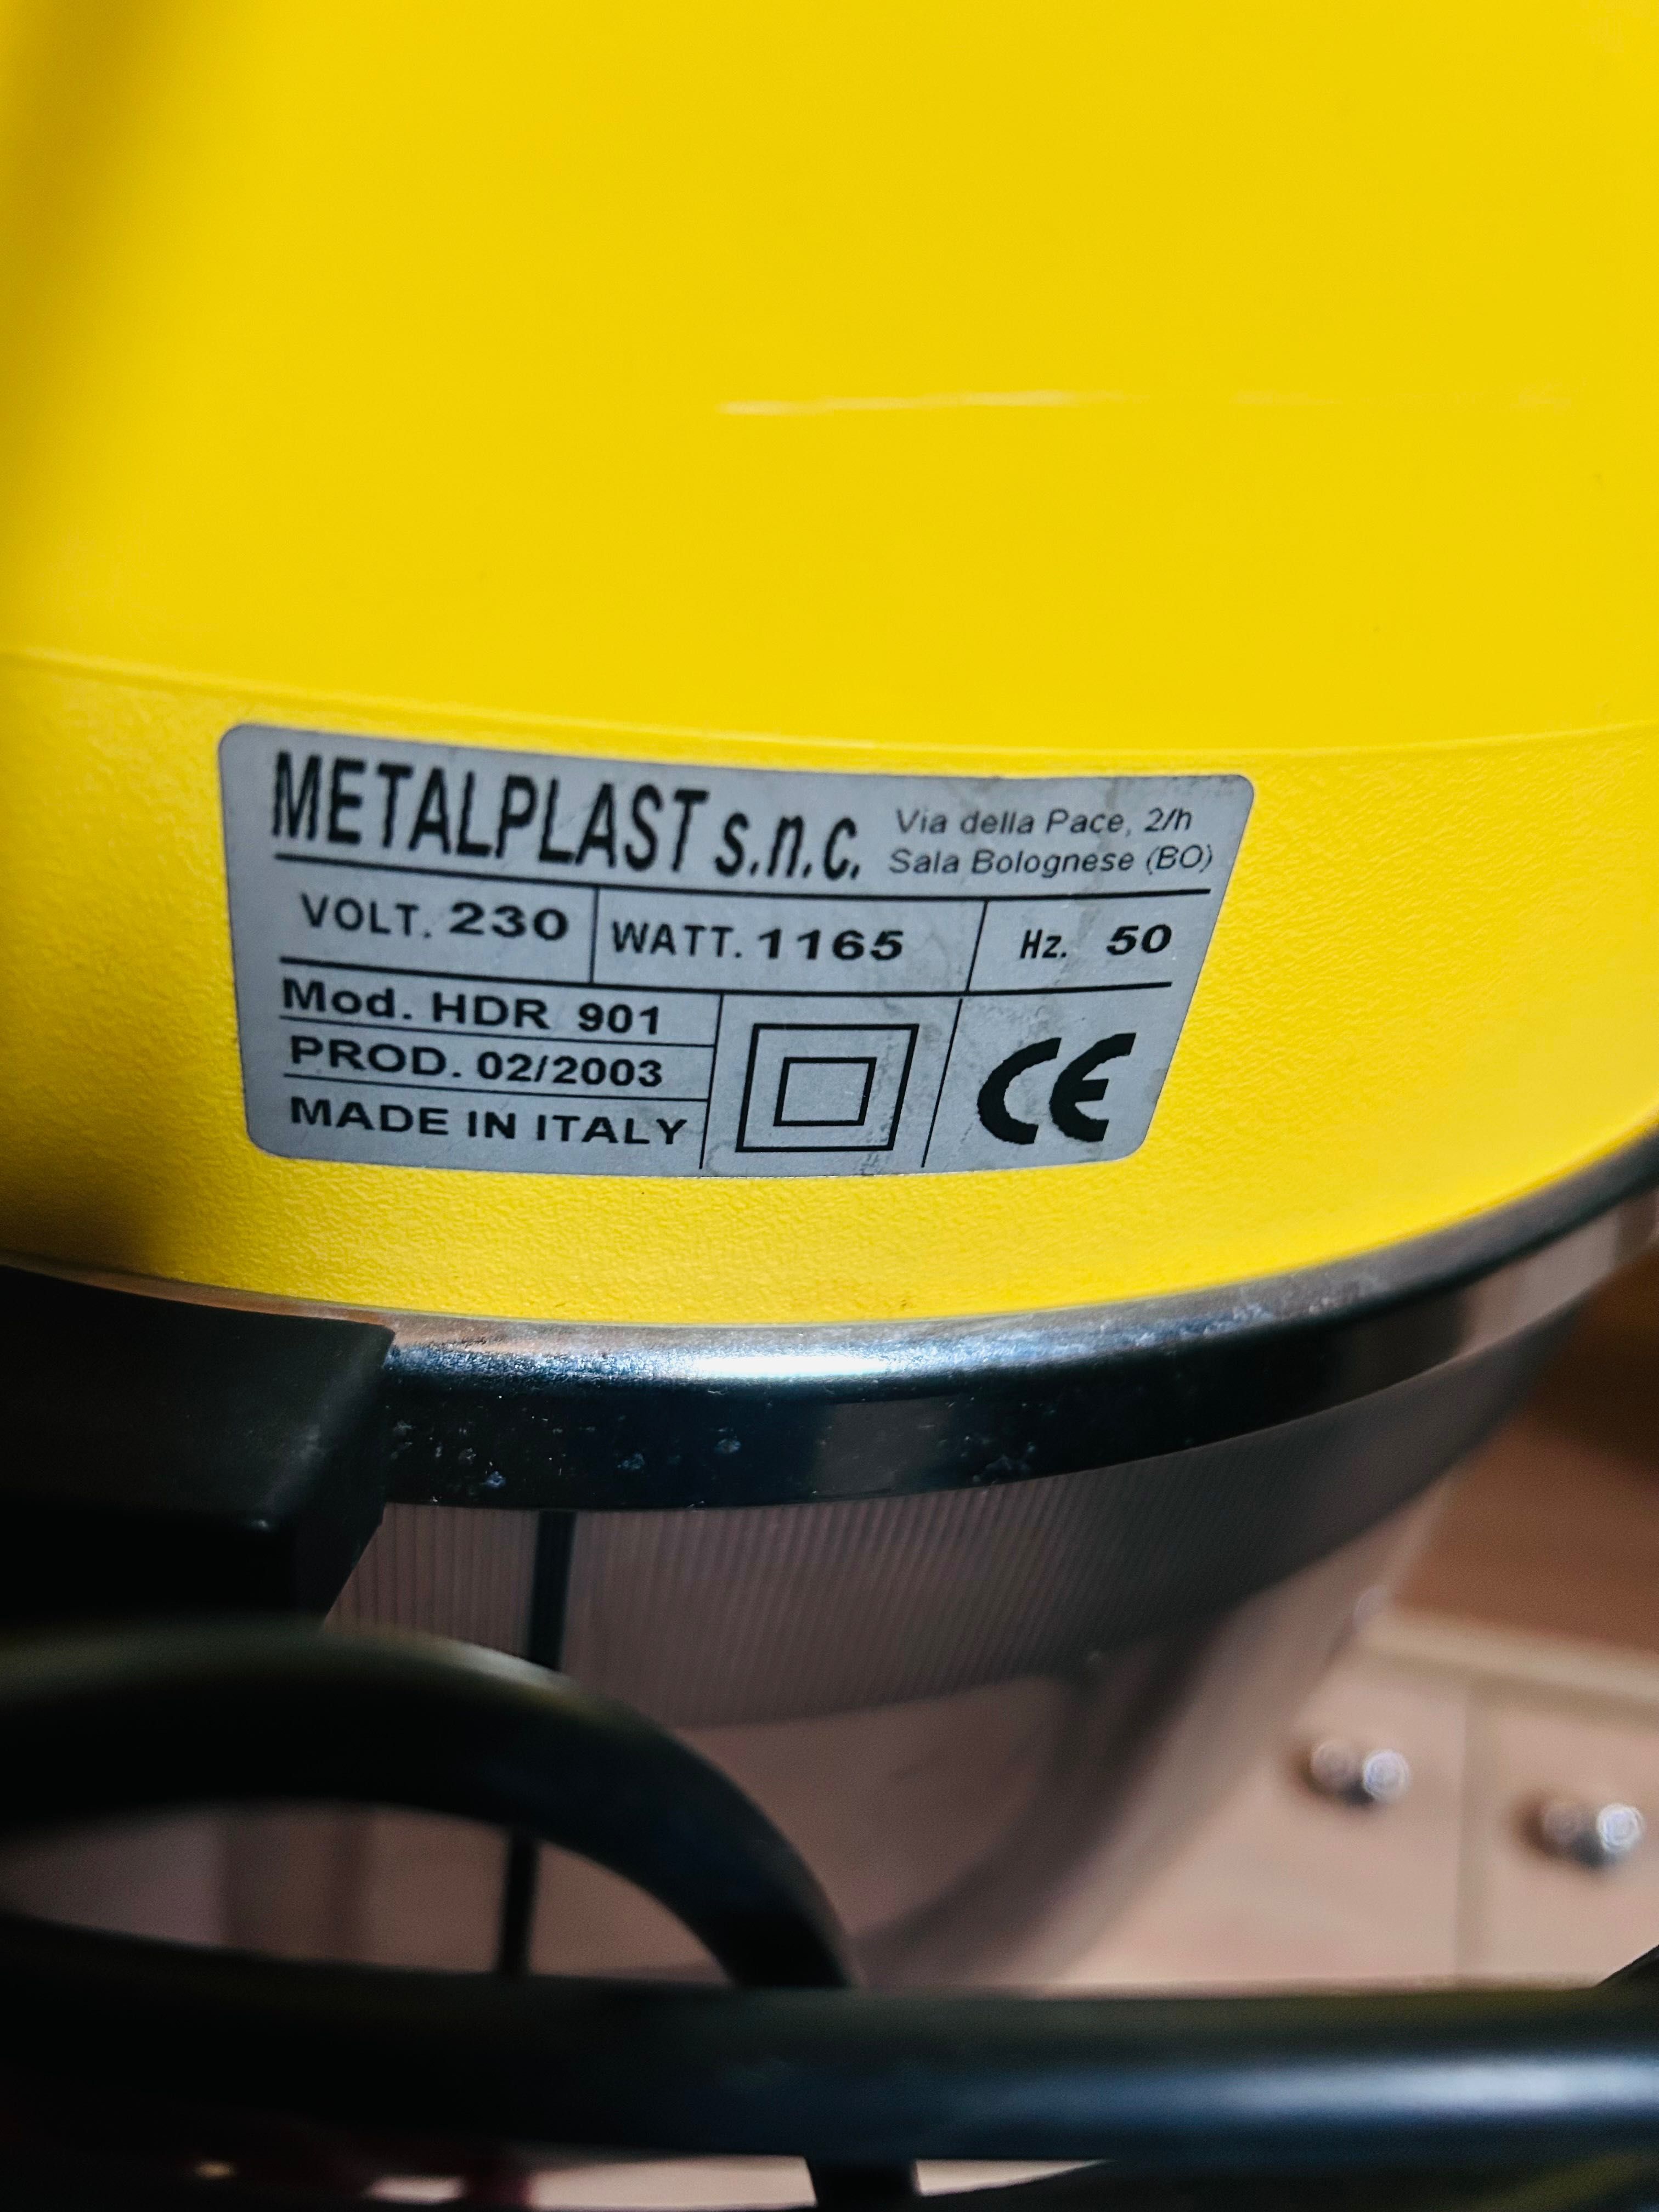 METALPLAST s.n.c.
Via della Pace, 2/h
Sala Bolognese (BO)
VOLT. 230
WATT. 1165
Hz. 50
Mod. HDR 901
PROD. 02/2003
MADE IN ITALY
CE